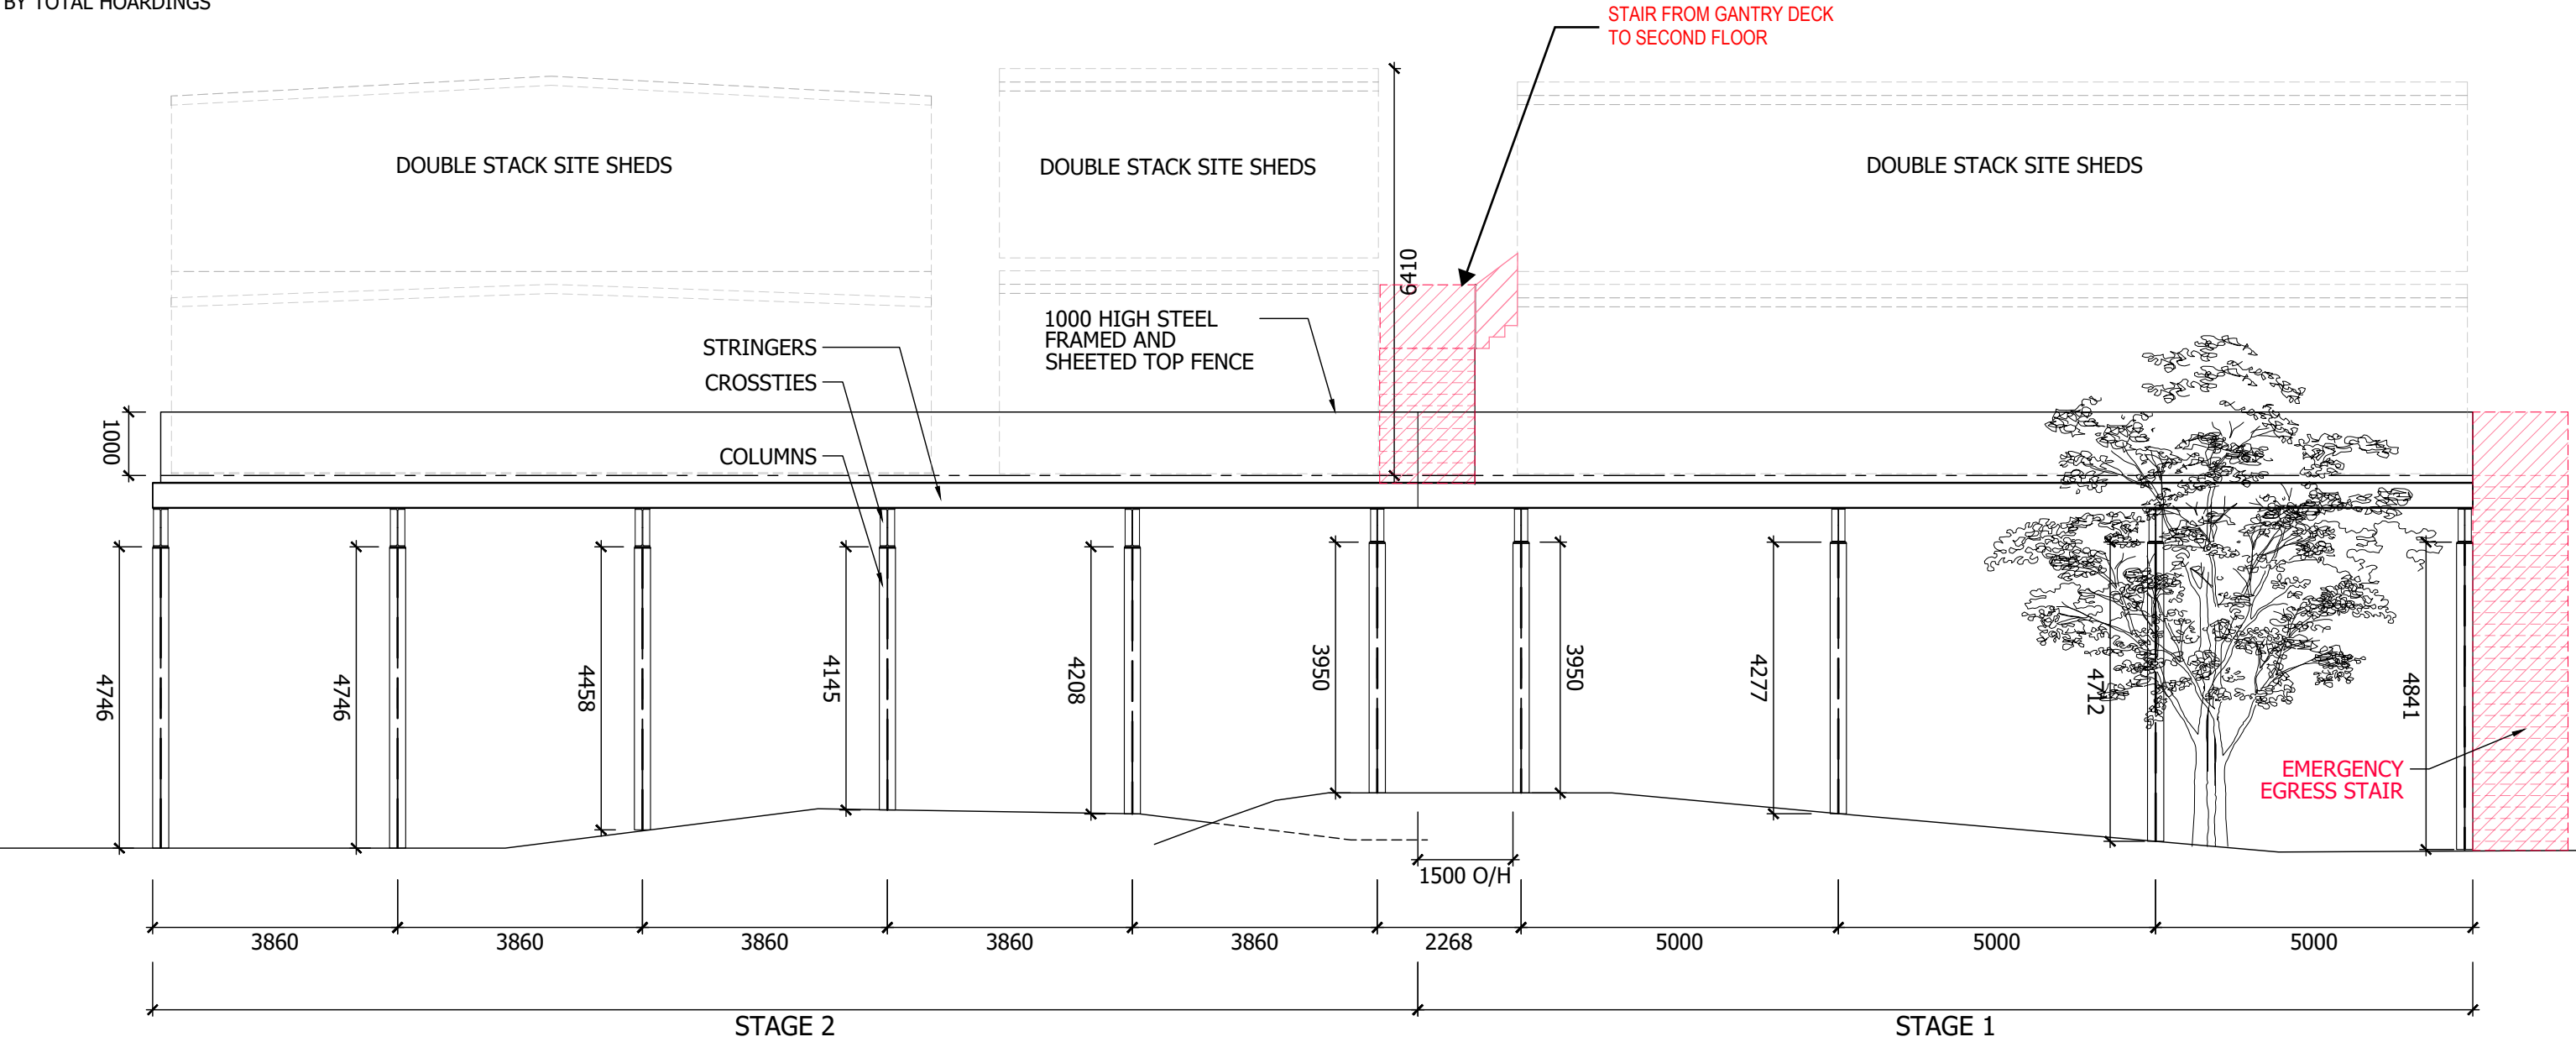 BY TOTAL HOARDINGS
STAIR FROM GANTRY DECK
TO SECOND FLOOR
DOUBLE STACK SITE SHEDS
DOUBLE STACK SITE SHEDS
DOUBLE STACK SITE SHEDS
6410
1000 HIGH STEEL
FRAMED AND
SHEETED TOP FENCE
STRINGERS
CROSSTIES
COLUMNS
1000
4746
4746
4458
4145
4208
3950
3950
4277
4712
4841
EMERGENCY
EGRESS STAIR
1500 O/H
3860
3860
3860
3860
3860
2268
5000
5000
5000
STAGE 2
STAGE 1